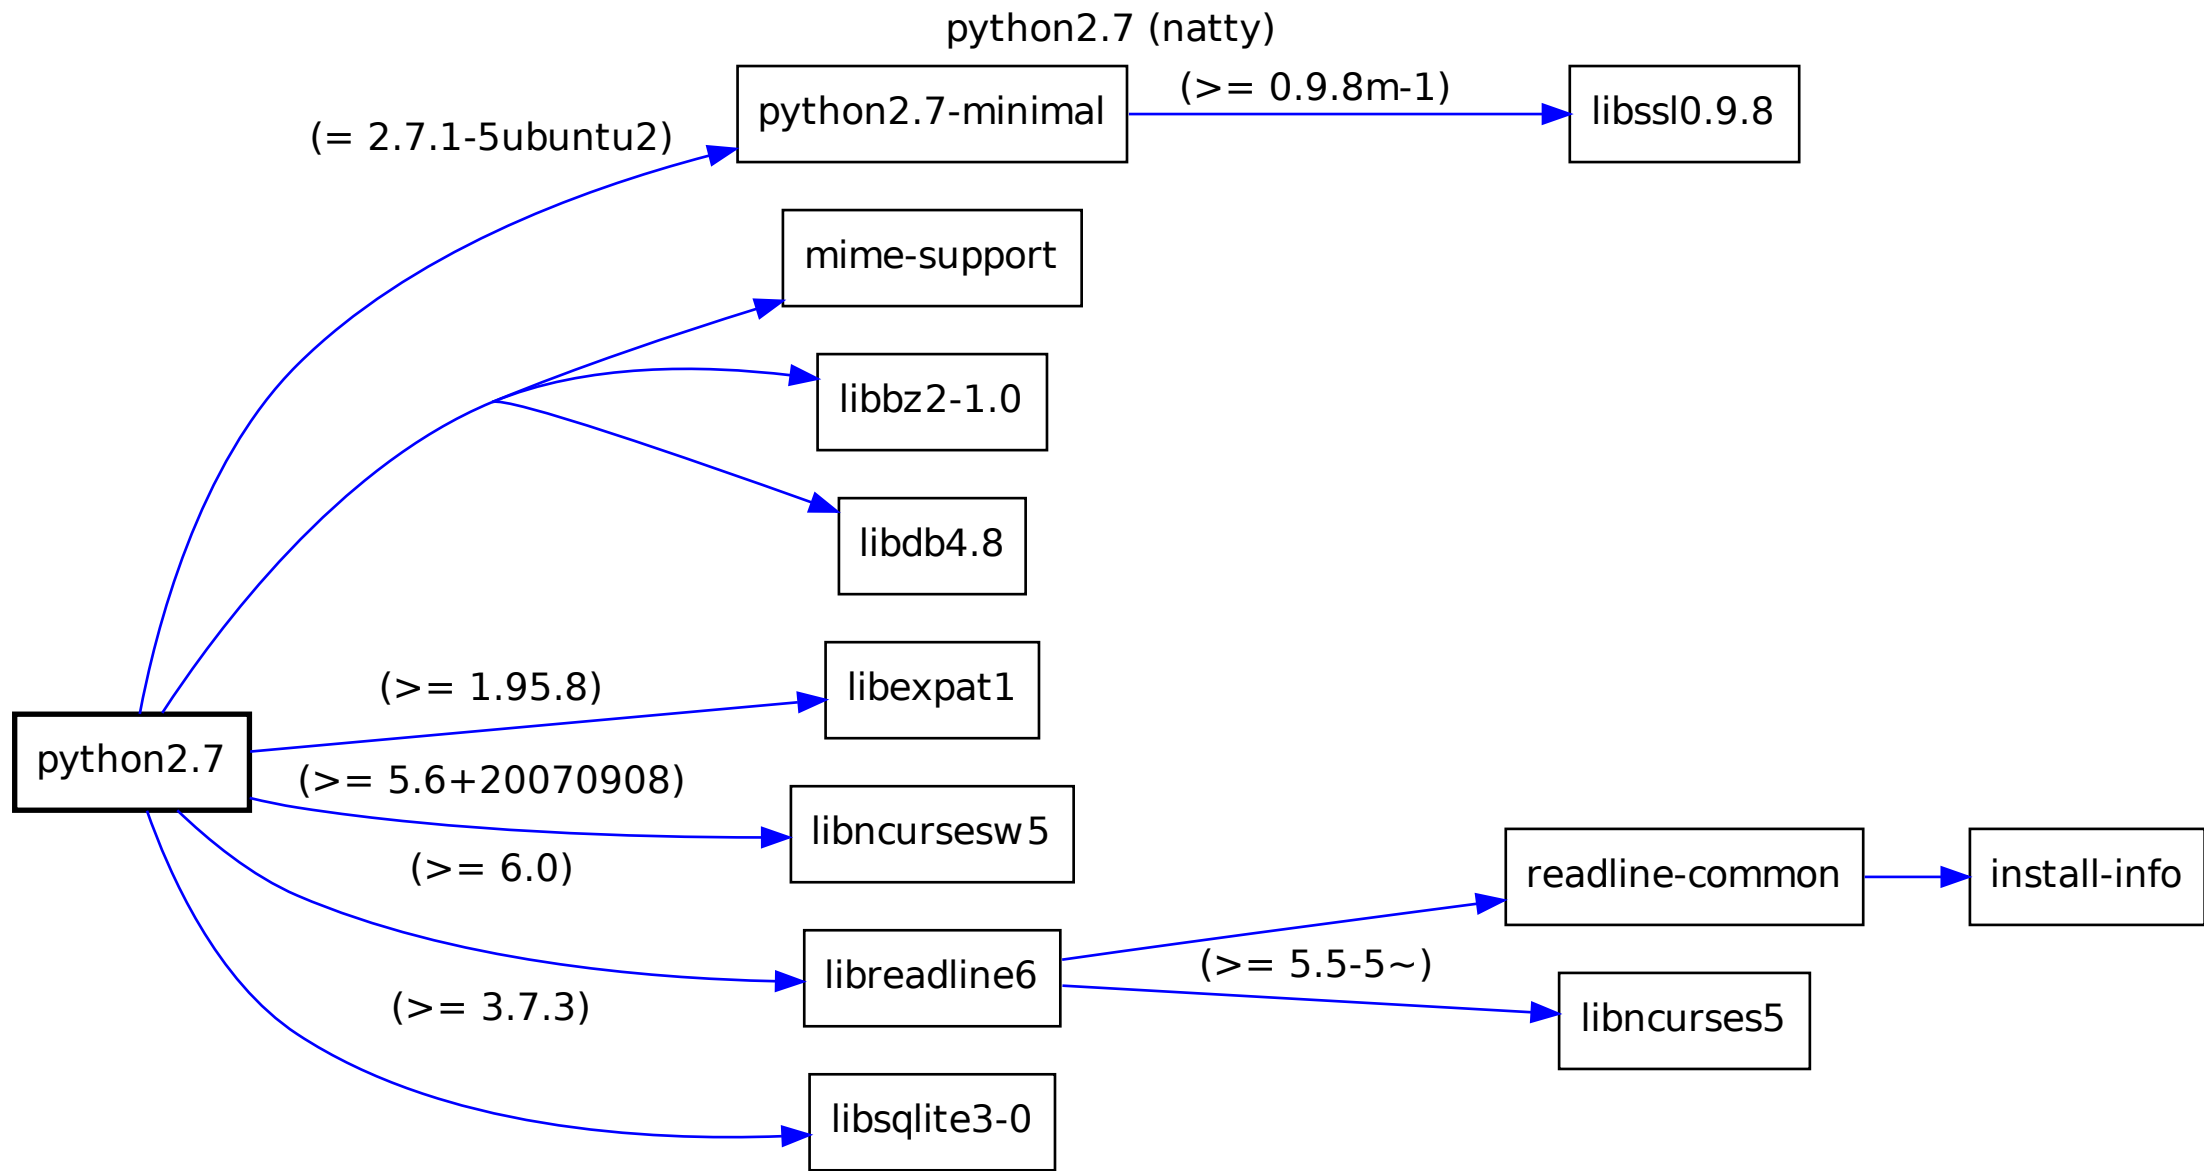 python2.7 (natty)
python2.7-minimal
(>= 0.9.8m-1)
libssl0.9.8
(= 2.7.1-5ubuntu2)
mime-support
libbz2-1.0
libdb4.8
libexpat1
(>= 1.95.8)
python2.7
(>= 5.6+20070908)
libncursesw5
(>= 6.0)
readline-common
install-info
libreadline6
(>= 5.5-5~)
(>= 3.7.3)
libncurses5
libsqlite3-0